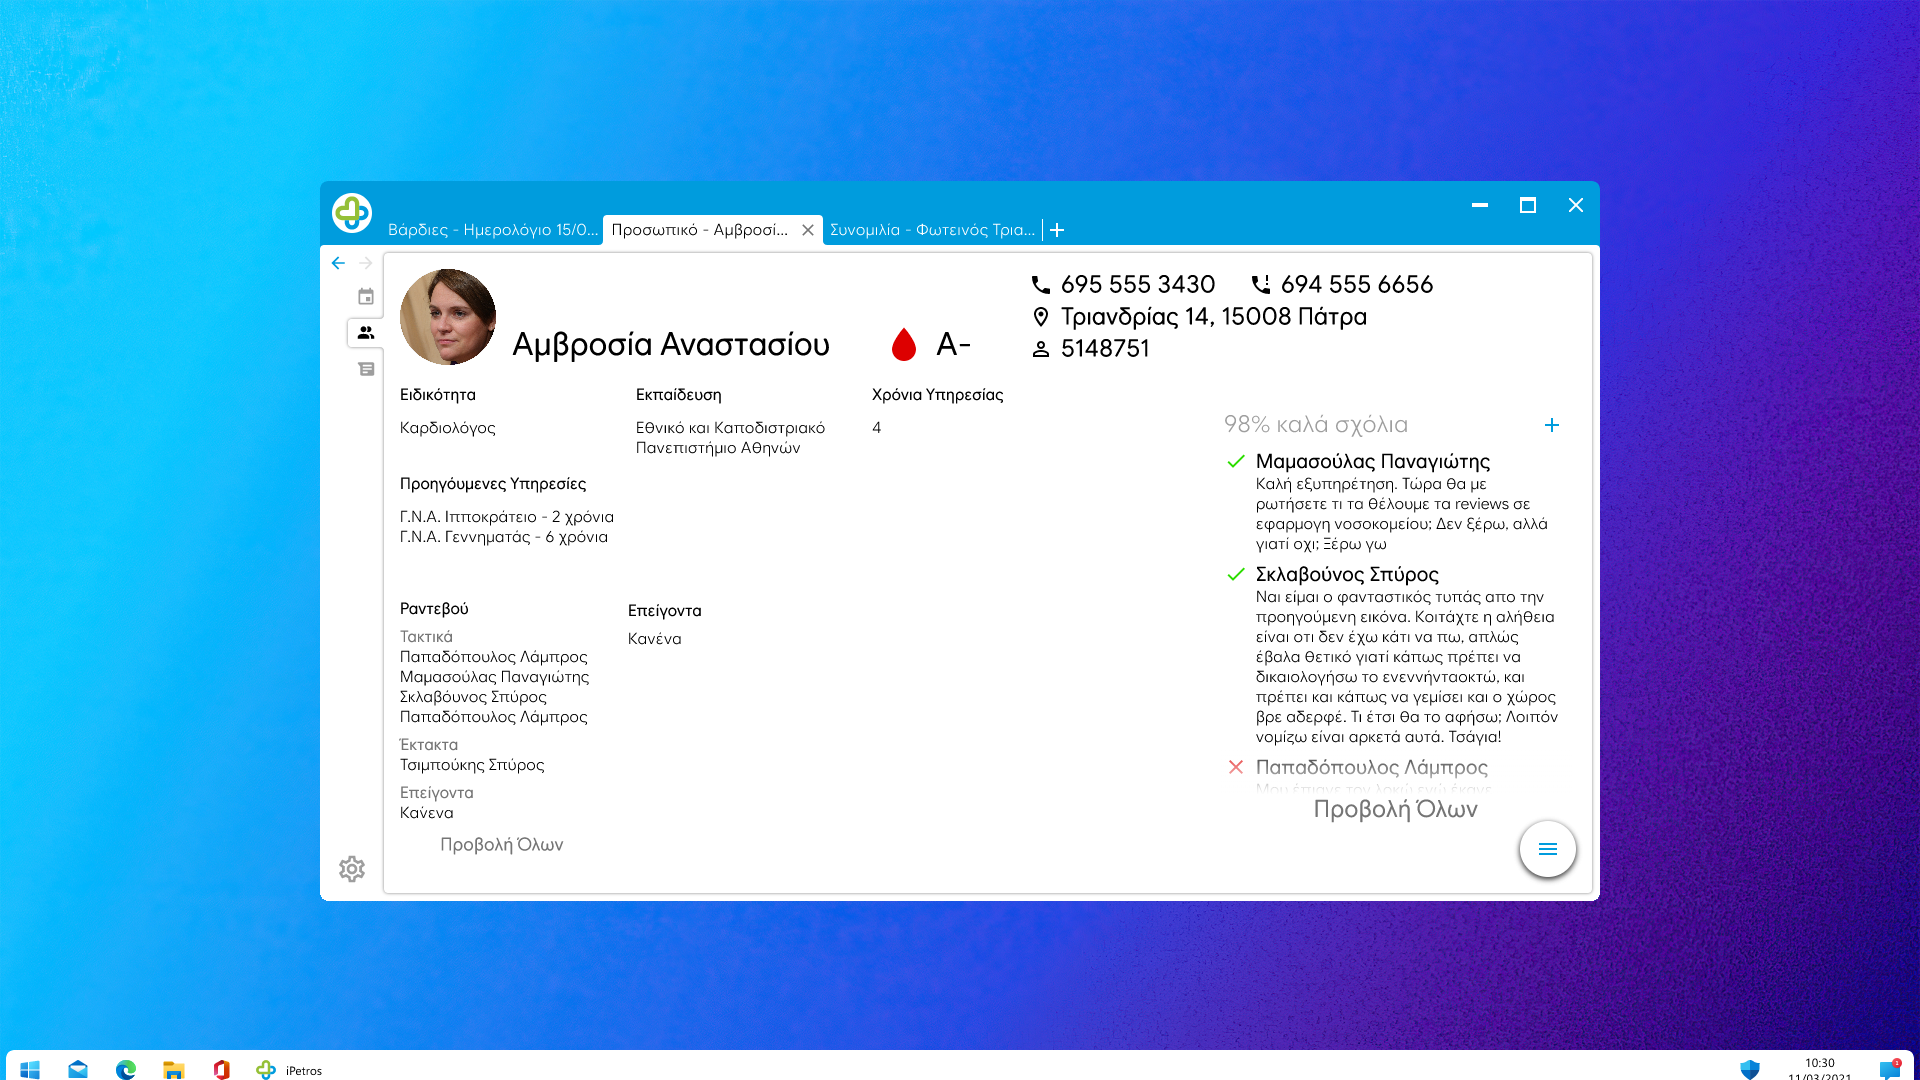 Βάρδιες - Ημερολόγιο 15/0...
Προσωπικό - Αμβροσί...
Συνομιλία - Φωτεινός Τρια...
Αμβροσία Αναστασίου
A-
695 555 3430
694 555 6656
Τριανδρίας 14, 15008 Πάτρα
5148751
Ειδικότητα
Καρδιολόγος
Εκπαίδευση
Εθνικό και Καποδιστριακό
Πανεπιστήμιο Αθηνών
Χρόνια Υπηρεσίας
4
Προηγόυμενες Υπηρεσίες
Γ.Ν.Α. Ιπποκράτειο - 2 χρόνια
Γ.Ν.Α. Γεννηματάς - 6 χρόνια
Ραντεβού
Τακτικά
Παπαδόπουλος Λάμπρος
Μαμασούλας Παναγιώτης
Σκλαβόυνος Σπύρος
Παπαδόπουλος Λάμπρος
Έκτακτα
Τσιμπούκης Σπύρος
Επείγοντα
Κανενα
Προβολή Όλων
Επείγοντα
Κανένα
98% καλά σχόλια
Μαμασούλας Παναγιώτης
Καλή εξυπηρέτηση. Τώρα θα με
ρωτήσετε τι τα θέλουμε τα reviews σε
εφαρμογη νοσοκομείου; Δεν ξέρω, αλλά
γιατί οχι; Ξέρω γω
Σκλαβούνος Σπύρος
Ναι είμαι ο φανταστικός τυπάς απο την
προηγούμενη εικόνα. Κοιτάχτε η αλήθεια
είναι οτι δεν έχω κάτι να πω, απλώς
έβαλα θετικό γιατί κάπως πρέπει να
δικαιολογήσω το ενεννήνταοκτώ, και
πρέπει και κάπως να γεμίσει και ο χώρος
βρε αδερφέ. Τι έτσι θα το αφήσω; Λοιπόν
νομίζω είναι αρκετά αυτά. Τσάγια!
Παπαδόπουλος Λάμπρος
Προβολή Όλων
iPetros
10:30
11/03/2021